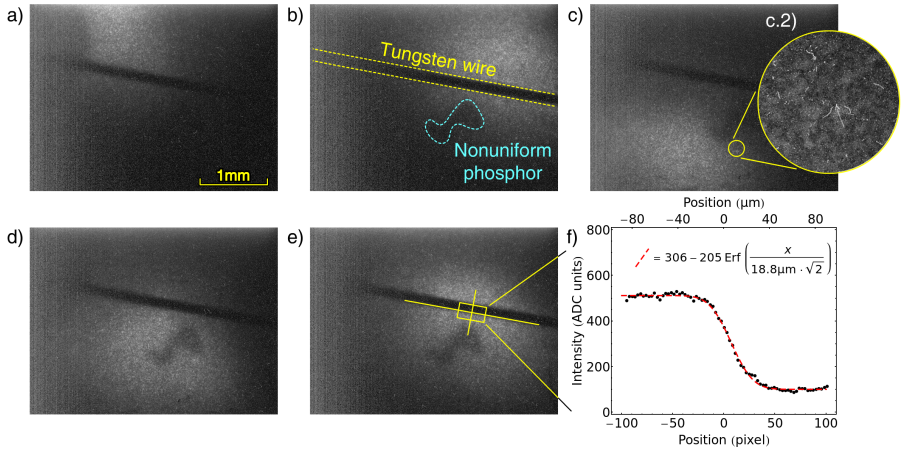 a)
1mm
b)
Tungsten wire
Nonuniform
phosphor
c)
c.2)
d)
e)
f)
Position (μm)
−80 −40 0 40 80
= 306 − 205 Erf ( x / 18.8μm · √2 )
Intensity (ADC units)
800
600
400
200
0
−100 −50 0 50 100
Position (pixel)